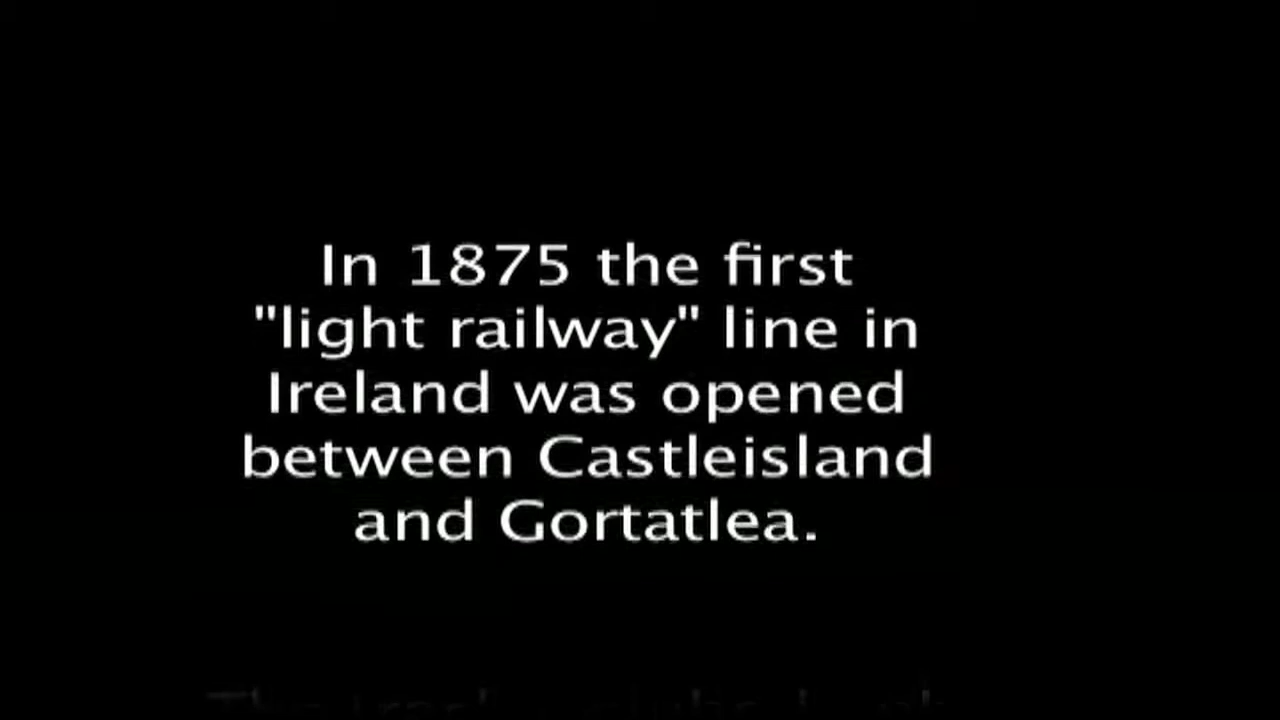 In 1875 the first
"light railway" line in
Ireland was opened
between Castleisland
and Gortatlea.